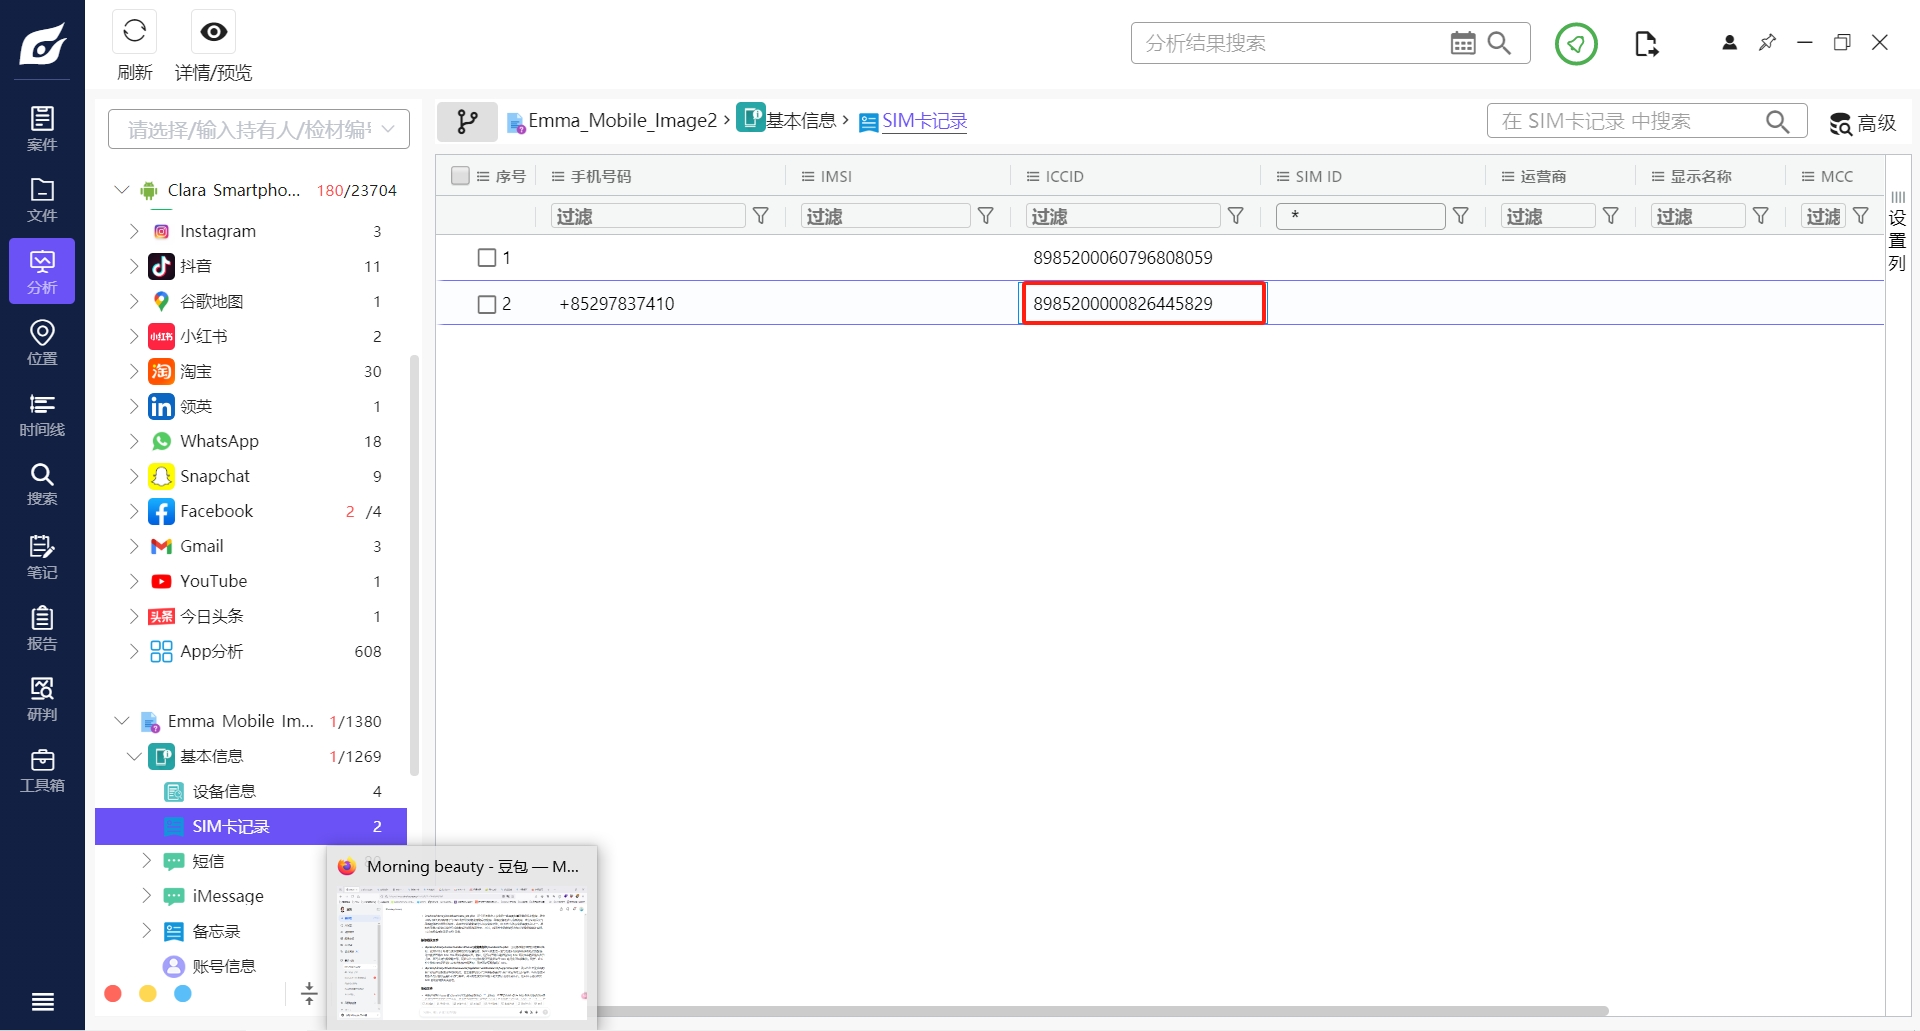 刷新
详情/预览
分析结果搜索
案件
文件
分析
位置
时间线
搜索
笔记
报告
研判
工具箱
请选择/输入持有人/检材编号
Clara Smartpho... 180/23704
Instagram 3
抖音 11
谷歌地图 1
小红书 小红书 2
淘 淘宝 30
in 领英 1
WhatsApp 18
Snapchat 9
Facebook 2 /4
Gmail 3
YouTube 1
头条 今日头条 1
App分析 608
Emma Mobile Im... 1/1380
基本信息 1/1269
设备信息 4
SIM卡记录 2
短信
iMessage
备忘录
账号信息
Emma_Mobile_Image2 › 基本信息 › SIM卡记录
在 SIM卡记录 中搜索
高级
序号 手机号码 IMSI ICCID SIM ID 运营商 显示名称 MCC
过滤 过滤 过滤 * 过滤 过滤 过滤
1 8985200060796808059
2 +85297837410 8985200000826445829
设置列
Morning beauty - 豆包 — M...